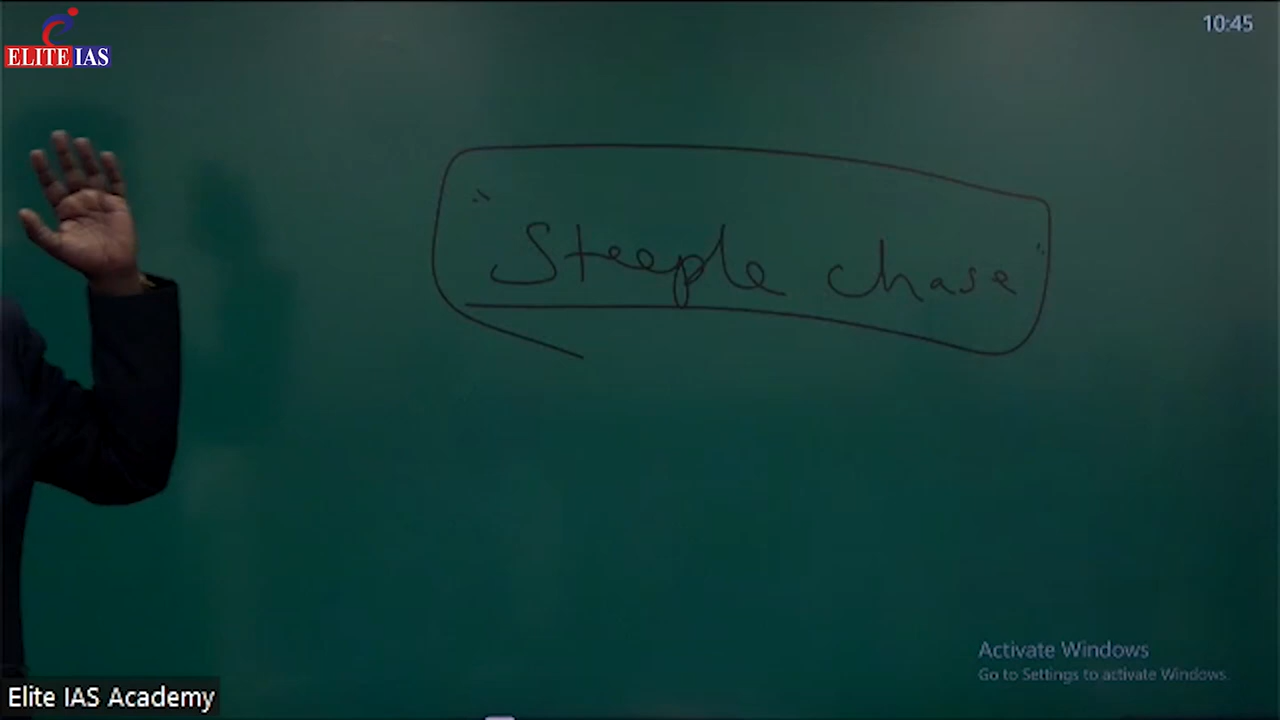 ELITE IAS
10:45
" Steeple chase "
Activate Windows
Go to Settings to activate Windows.
Elite IAS Academy